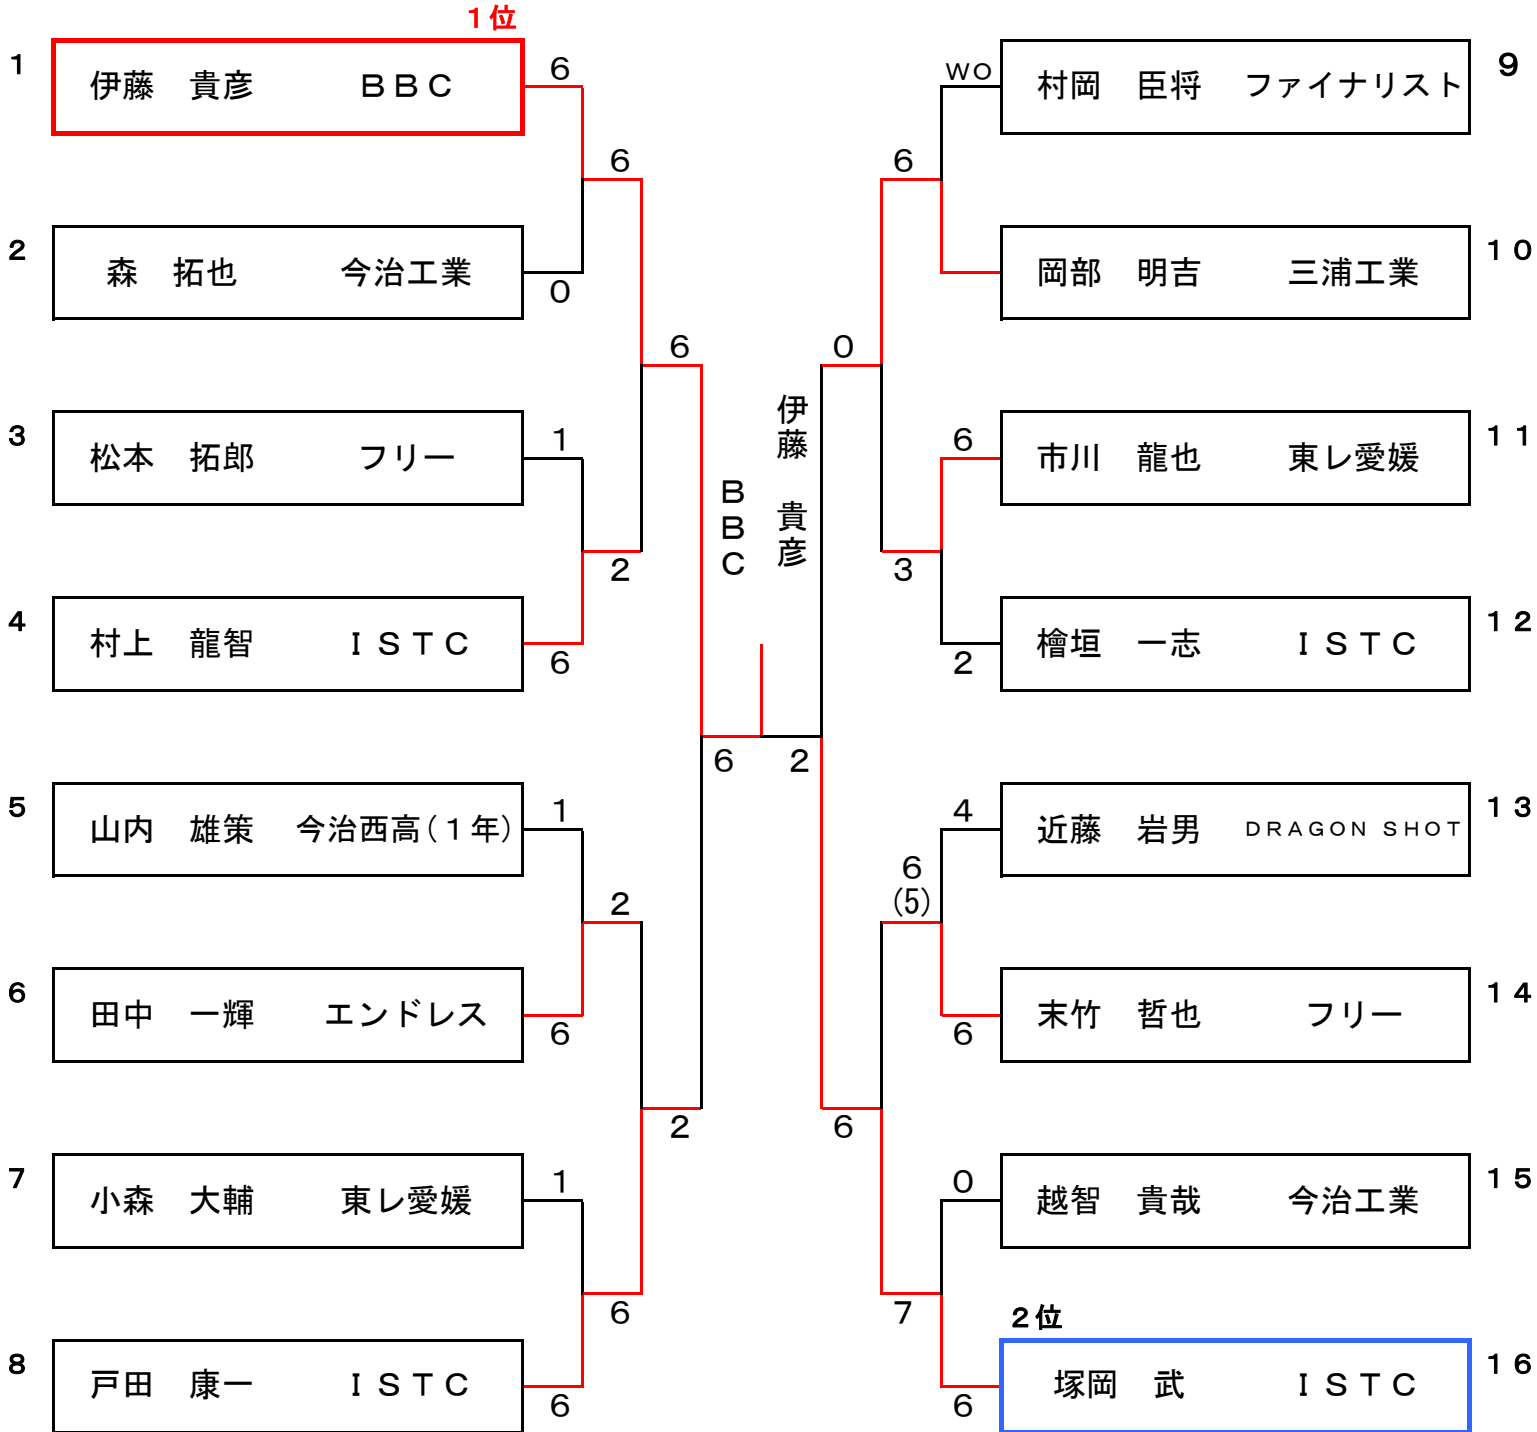 1位
1 伊藤 貴彦 BBC 6
6
2 森 拓也 今治工業 0
6
3 松本 拓郎 フリー 1
2
4 村上 龍智 ISTC 6
5 山内 雄策 今治西高(1年) 1
2
6 田中 一輝 エンドレス 6
2
7 小森 大輔 東レ愛媛 1
6
8 戸田 康一 ISTC 6
伊藤 貴彦
BBC
6 2
WO 村岡 臣将 ファイナリスト 9
6
岡部 明吉 三浦工業 10
0
6 市川 龍也 東レ愛媛 11
3
2 檜垣 一志 ISTC 12
4 近藤 岩男 DRAGON SHOT 13
6
(5)
6 末竹 哲也 フリー 14
6
0 越智 貴哉 今治工業 15
7
2位
6 塚岡 武 ISTC 16